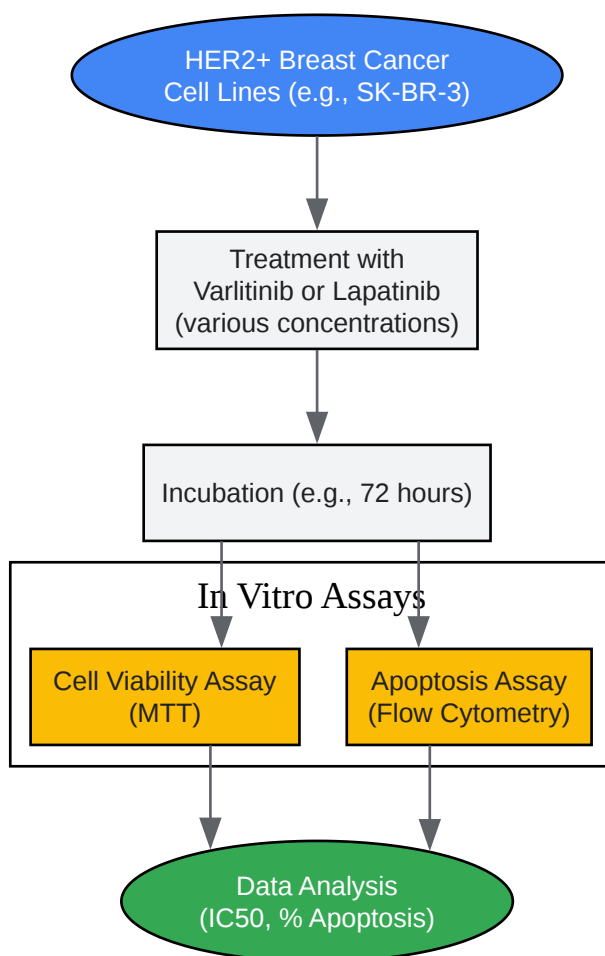 HER2+ Breast Cancer
Cell Lines (e.g., SK-BR-3)
Treatment with
Varlitinib or Lapatinib
(various concentrations)
Incubation (e.g., 72 hours)
In Vitro Assays
Cell Viability Assay
(MTT)
Apoptosis Assay
(Flow Cytometry)
Data Analysis
(IC50, % Apoptosis)